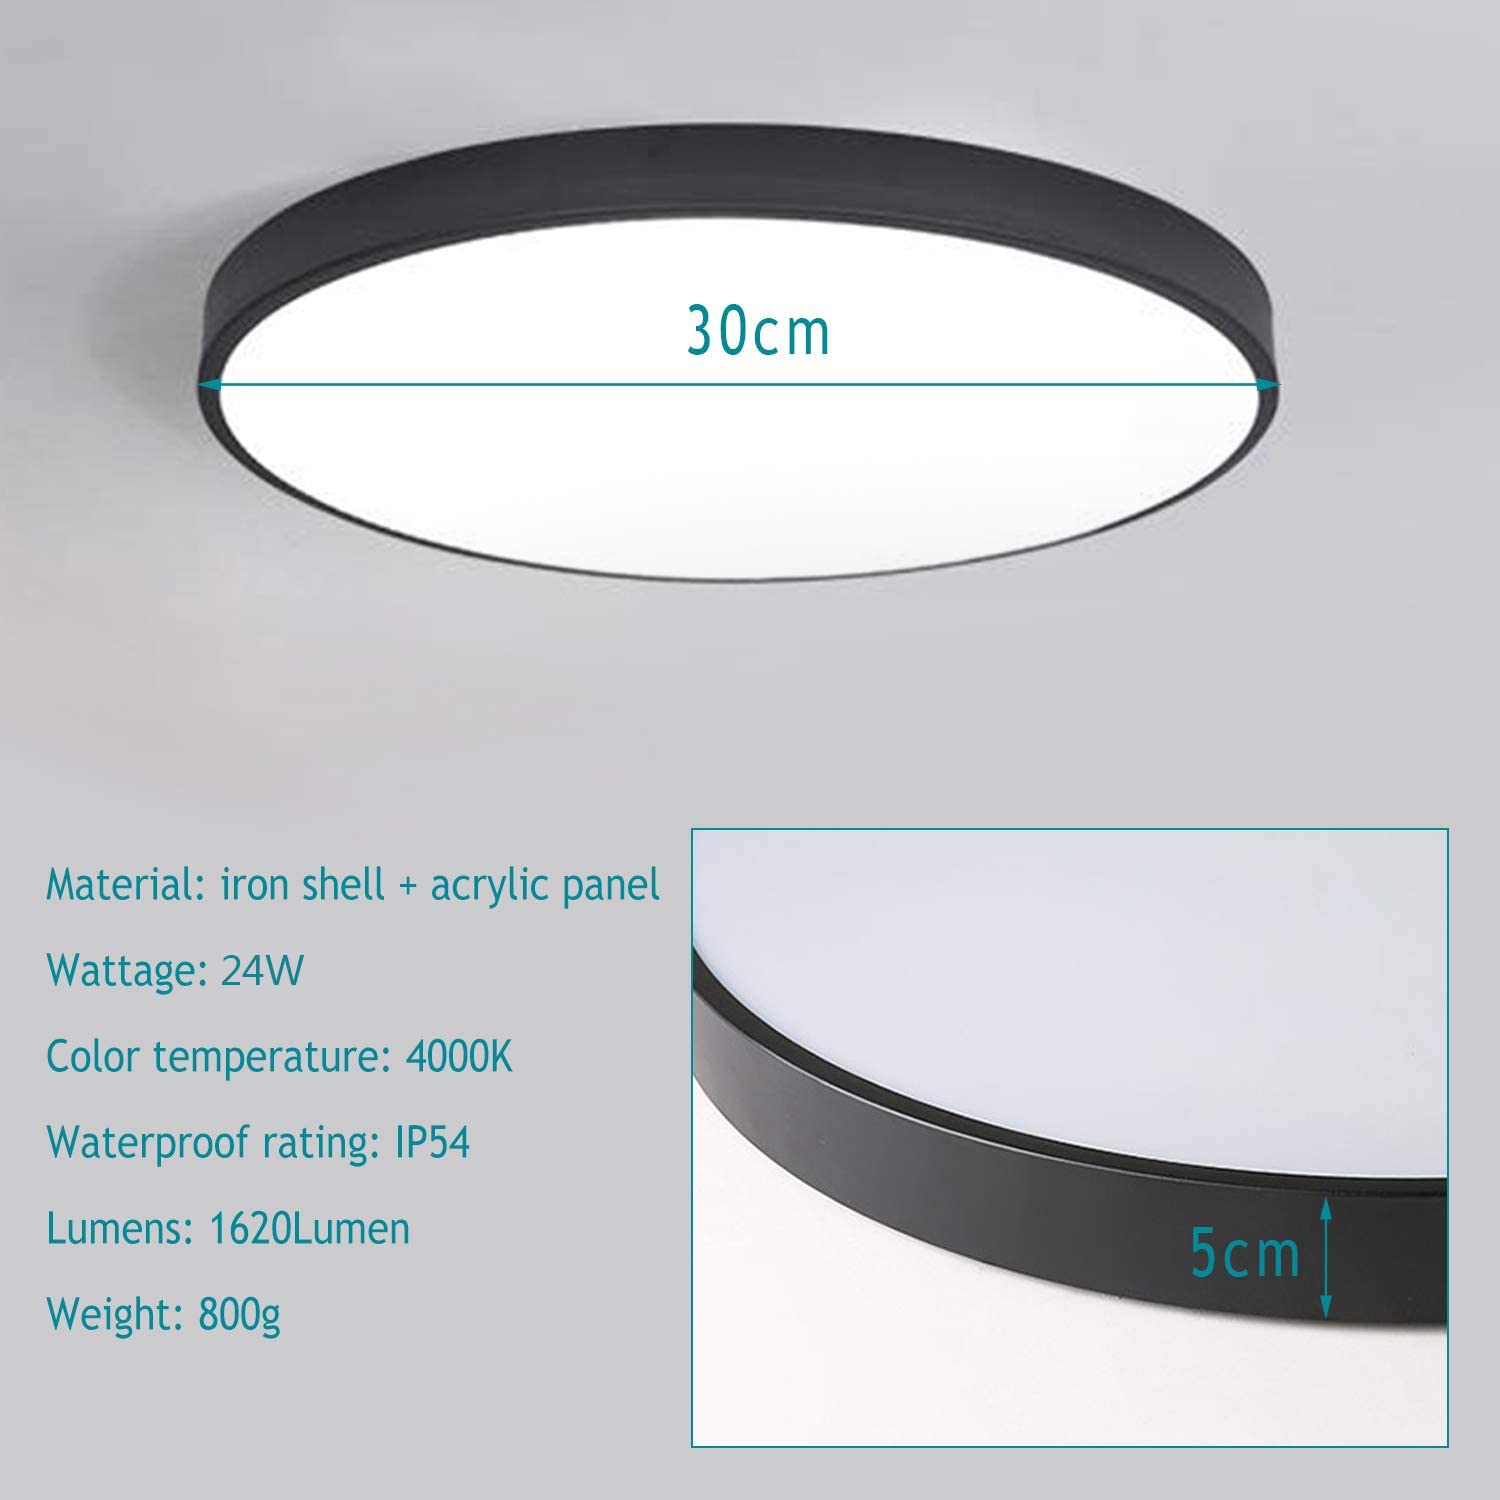 30cm
Material: iron shell + acrylic panel
Wattage: 24W
Color temperature: 4000K
Waterproof rating: IP54
Lumens: 1620Lumen
Weight: 800g
5cm